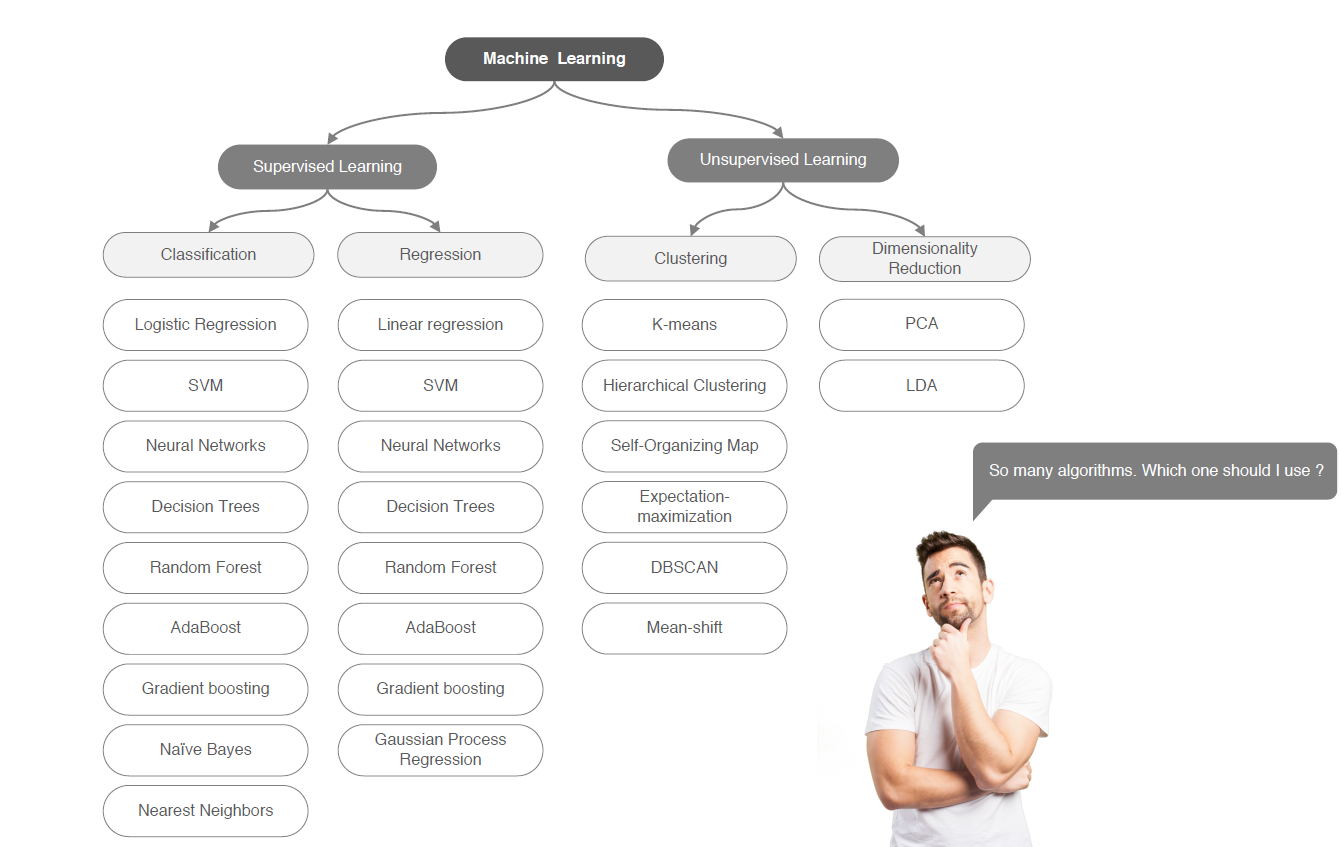 Machine  Learning
Supervised Learning
Unsupervised Learning
Classification
Regression
Clustering
Dimensionality
Reduction
Logistic Regression
SVM
Neural Networks
Decision Trees
Random Forest
AdaBoost
Gradient boosting
Naïve Bayes
Nearest Neighbors
Linear regression
SVM
Neural Networks
Decision Trees
Random Forest
AdaBoost
Gradient boosting
Gaussian Process
Regression
K-means
Hierarchical Clustering
Self-Organizing Map
Expectation-
maximization
DBSCAN
Mean-shift
PCA
LDA
So many algorithms. Which one should I use ?